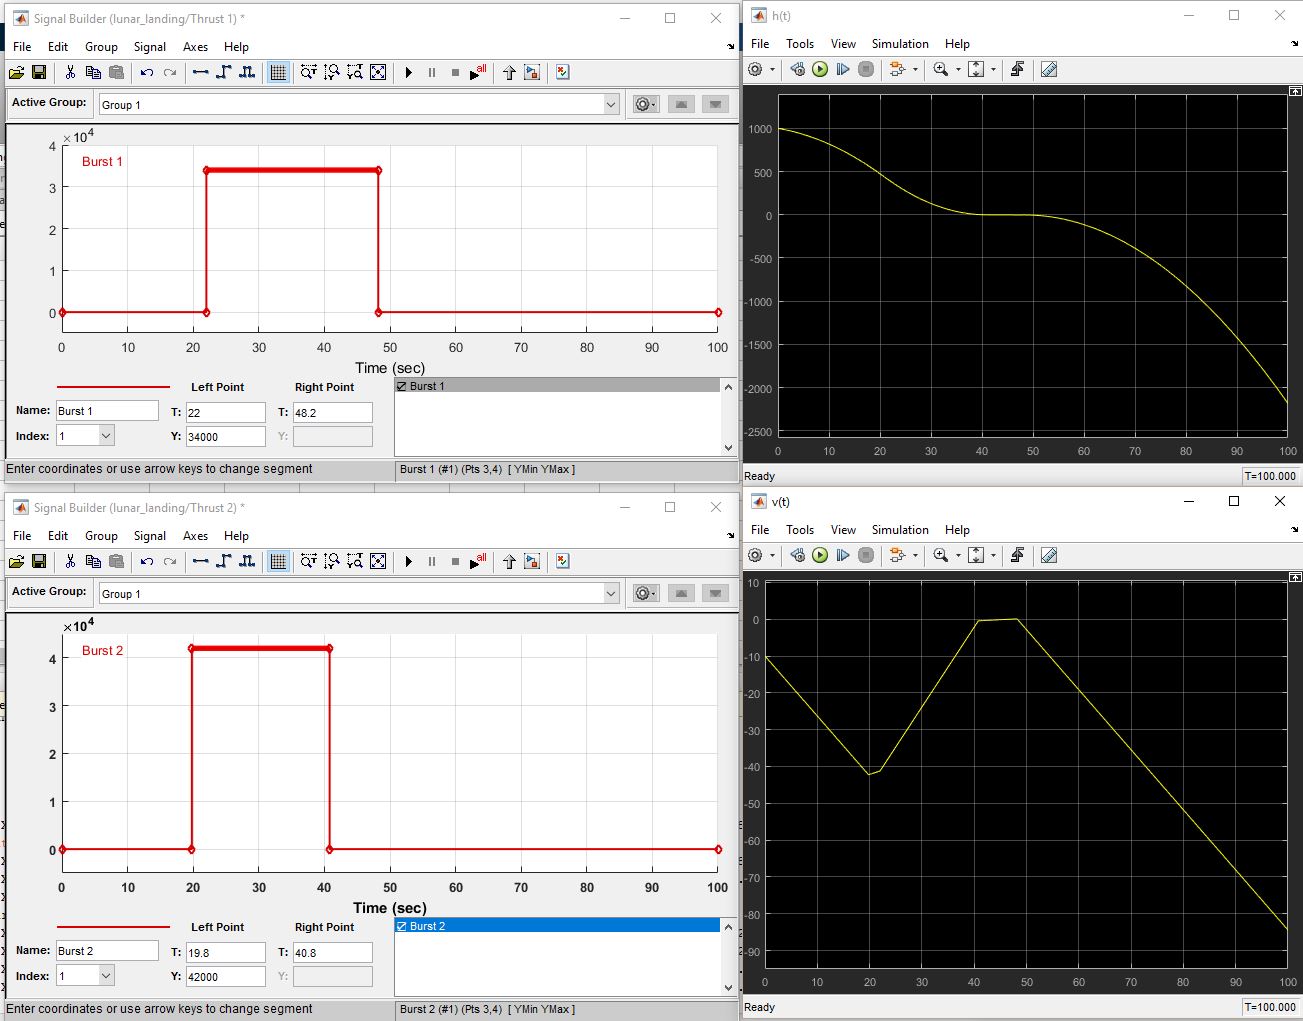 Signal Builder (lunar_landing/Thrust 1) *
File Edit Group Signal Axes Help
all
Active Group: Group 1
×10^4
Burst 1
4
3
2
1
0
0 10 20 30 40 50 60 70 80 90 100
Time (sec)
Left Point Right Point
Name: Burst 1 T: 22 T: 48.2
Index: 1 Y: 34000 Y:
Burst 1
Enter coordinates or use arrow keys to change segment
Burst 1 (#1) (Pts 3,4) [ YMin YMax ]
h(t)
File Tools View Simulation Help
1000
500
0
-500
-1000
-1500
-2000
-2500
0 10 20 30 40 50 60 70 80 90 100
Ready T=100.000
Signal Builder (lunar_landing/Thrust 2) *
File Edit Group Signal Axes Help
all
Active Group: Group 1
×10^4
Burst 2
4
3
2
1
0
0 10 20 30 40 50 60 70 80 90 100
Time (sec)
Left Point Right Point
Name: Burst 2 T: 19.8 T: 40.8
Index: 1 Y: 42000 Y:
Burst 2
Enter coordinates or use arrow keys to change segment
Burst 2 (#1) (Pts 3,4) [ YMin YMax ]
v(t)
File Tools View Simulation Help
10
0
-10
-20
-30
-40
-50
-60
-70
-80
-90
0 10 20 30 40 50 60 70 80 90 100
Ready T=100.000